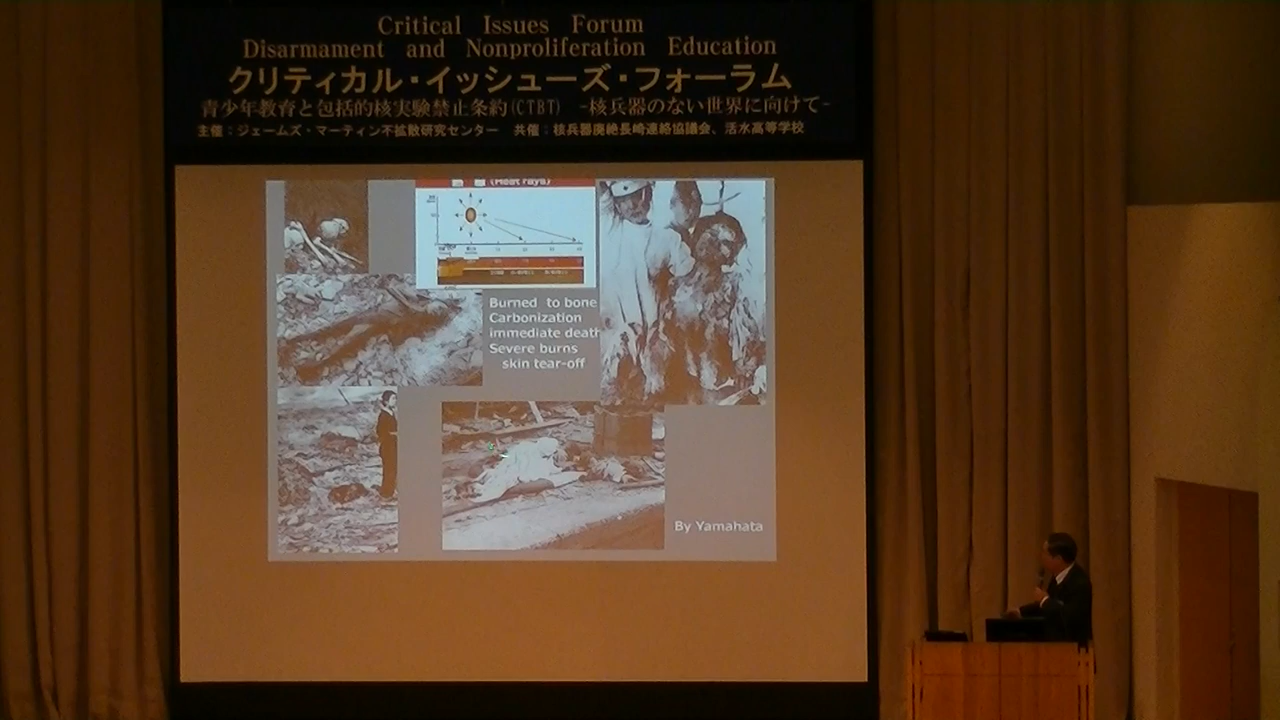 Critical Issues Forum
Disarmament and Nonproliferation Education
クリティカル・イッシューズ・フォーラム
青少年教育と包括的核実験禁止条約(CTBT) -核兵器のない世界に向けて-
主催:ジェームズ・マーティン不拡散研究センター 共催:核兵器廃絶長崎連絡協議会、活水高等学校
(Heat rays)
Burned to bone
Carbonization
immediate death
Severe burns
skin tear-off
By Yamahata